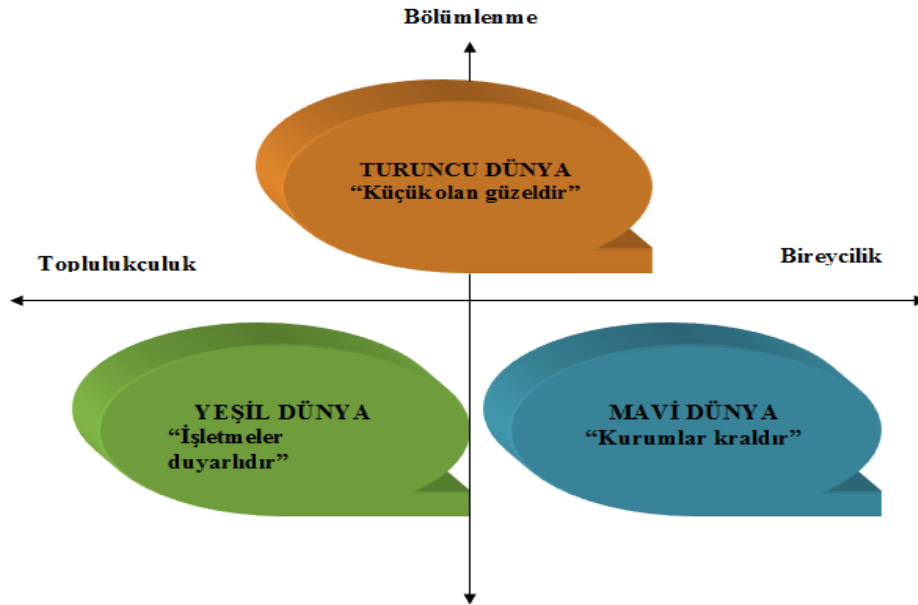 Bölümlenme
TURUNCU DÜNYA
“Küçük olan güzeldir”
Toplulukçuluk
Bireycilik
YEŞİL DÜNYA
“İşletmeler
duyarlıdır”
MAVİ DÜNYA
“Kurumlar kraldır”